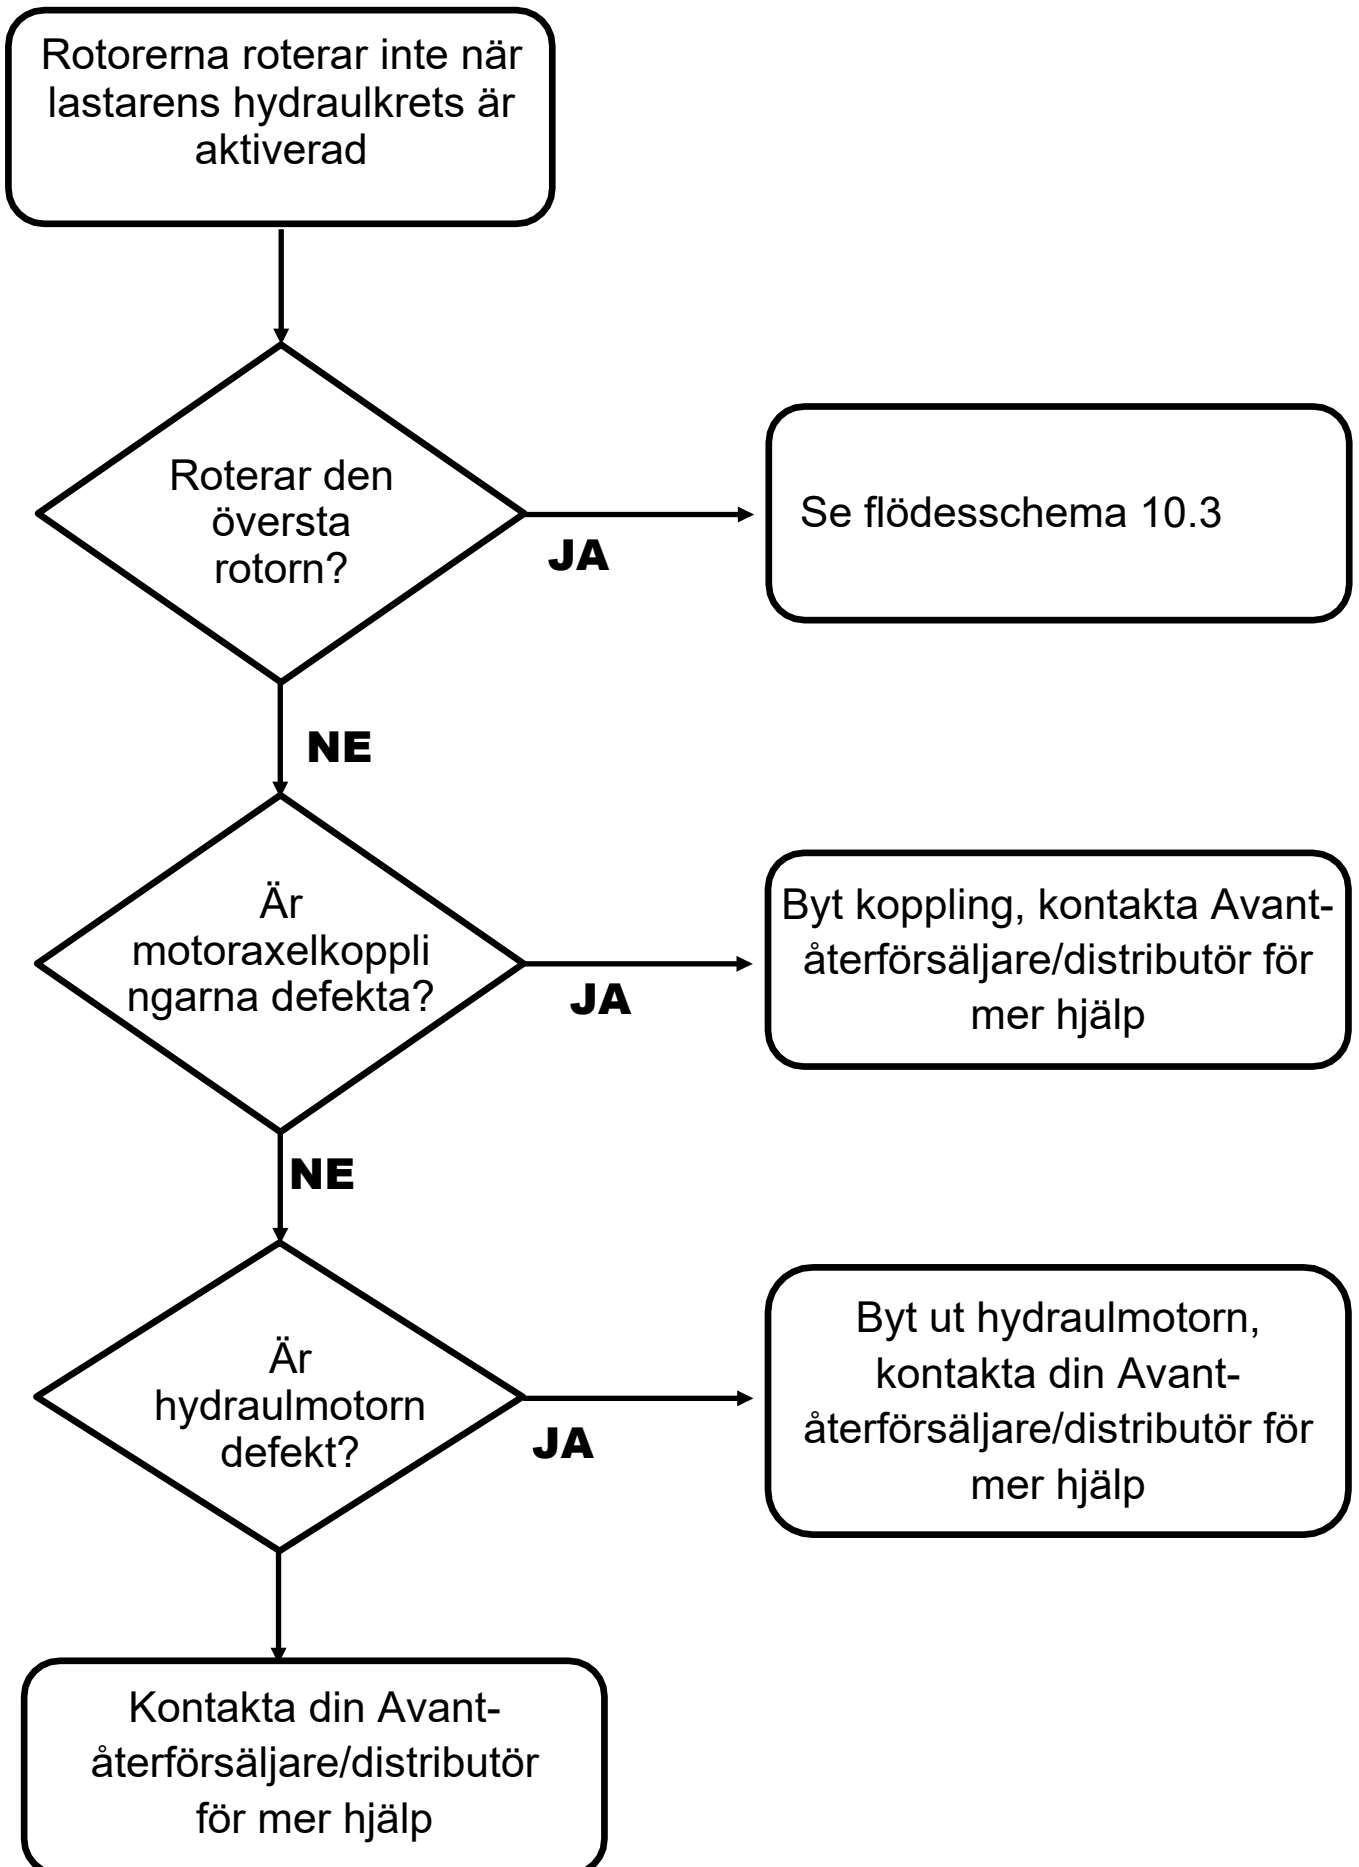 Rotorerna roterar inte när
lastarens hydraulkrets är
aktiverad
Roterar den
översta
rotorn?
JA
Se flödesschema 10.3
NE
Är
motoraxelkoppli
ngarna defekta?
JA
Byt koppling, kontakta Avant-
återförsäljare/distributör för
mer hjälp
NE
Är
hydraulmotorn
defekt?
JA
Byt ut hydraulmotorn,
kontakta din Avant-
återförsäljare/distributör för
mer hjälp
Kontakta din Avant-
återförsäljare/distributör
för mer hjälp